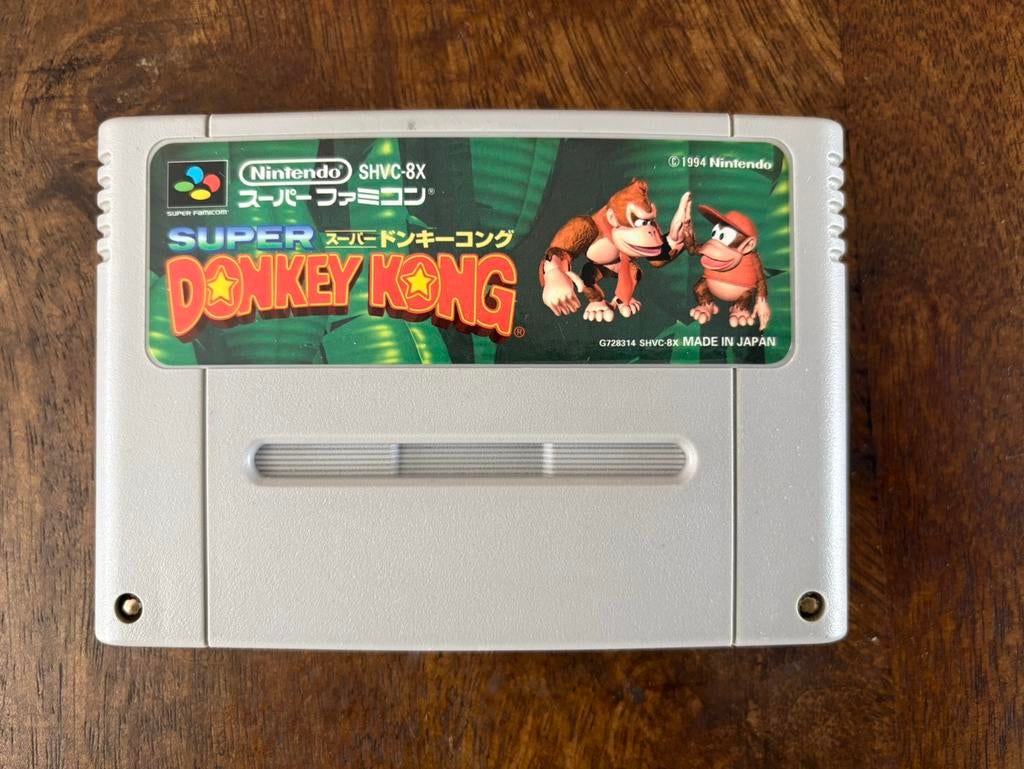 Nintendo SHVC-8X
スーパーファミコン®
SUPER FAMICOM
© 1994 Nintendo
SUPER スーパードンキーコング
DONKEY KONG®
G728314 SHVC-8X MADE IN JAPAN